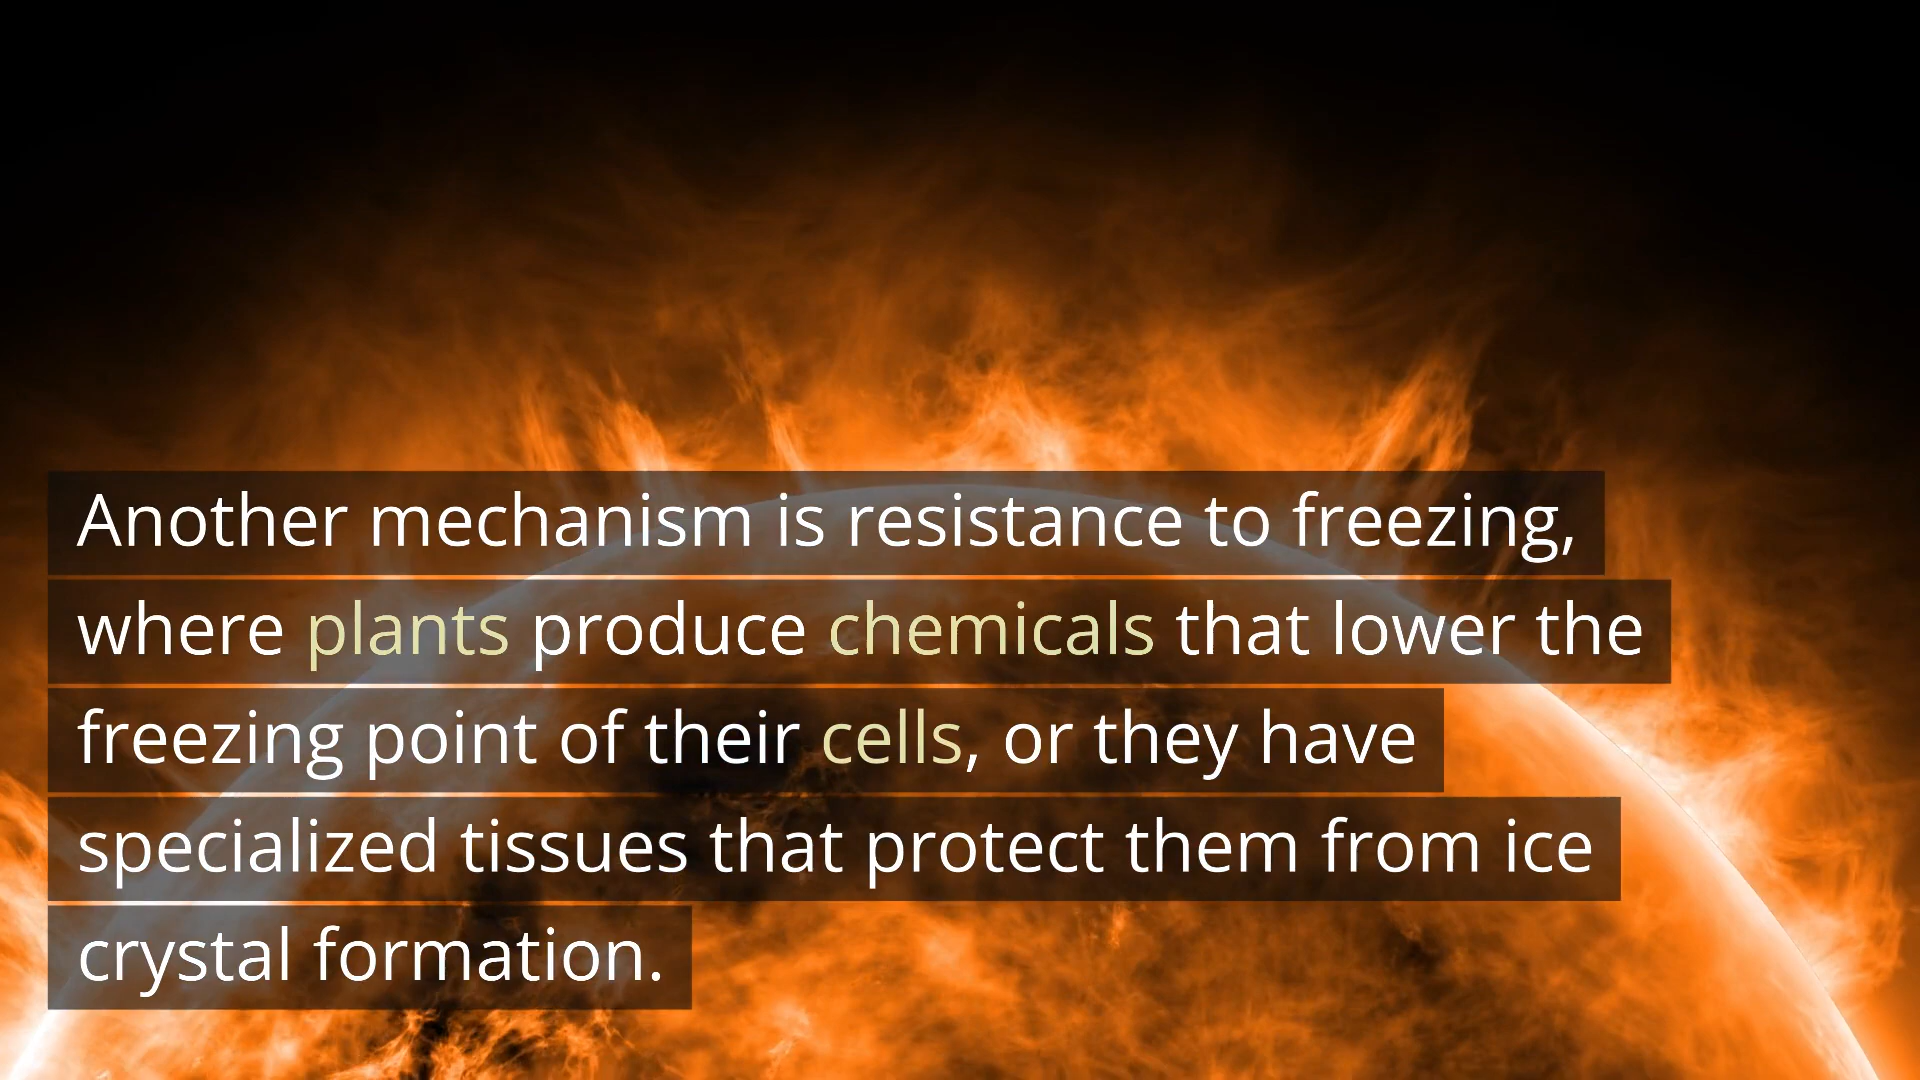 Another mechanism is resistance to freezing,
where plants produce chemicals that lower the
freezing point of their cells, or they have
specialized tissues that protect them from ice
crystal formation.